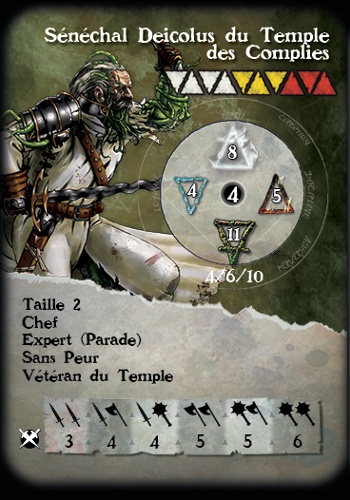 Sénéchal Deicolus du Temple
des Complies
8
4 4 5
11
4/6/10
Taille 2
Chef
Expert (Parade)
Sans Peur
Vétéran du Temple
3 4 4 5 5 6